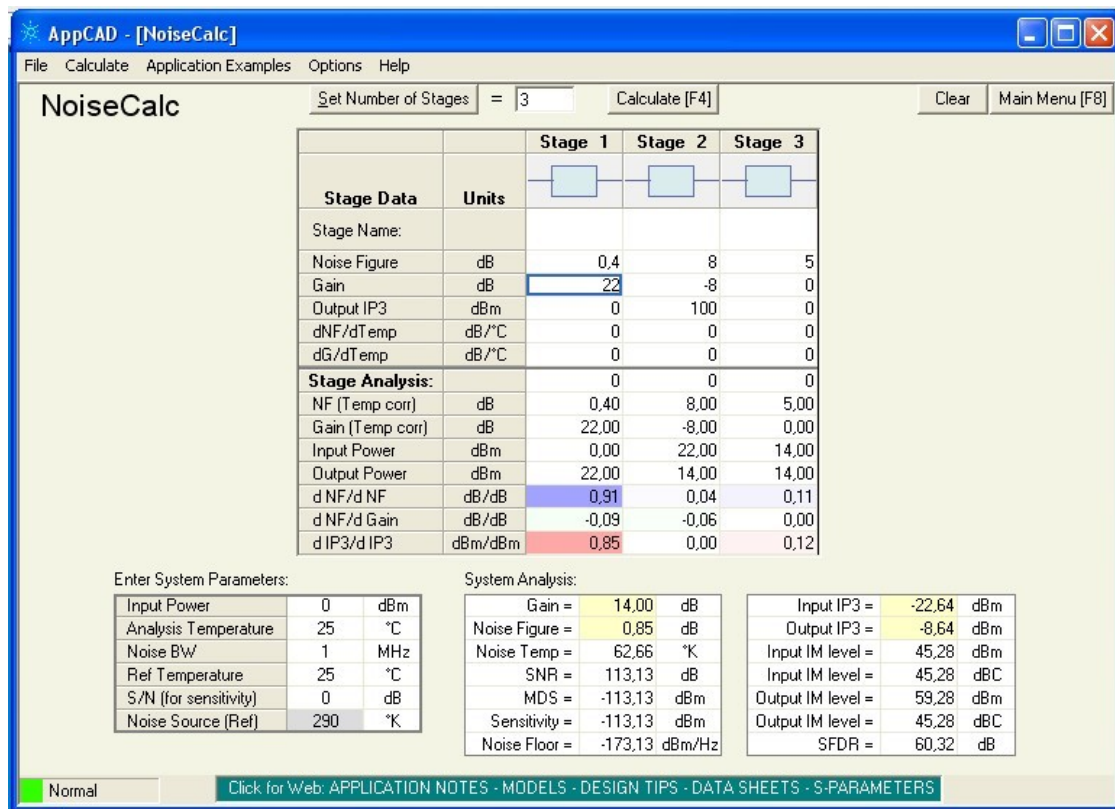 AppCAD - [NoiseCalc]
File Calculate Application Examples Options Help
NoiseCalc
Set Number of Stages = 3 Calculate [F4] Clear Main Menu [F8]
Stage 1 Stage 2 Stage 3
Stage Data Units
Stage Name:
Noise Figure dB 0,4 8 5
Gain dB 22 -8 0
Output IP3 dBm 0 100 0
dNF/dTemp dB/°C 0 0 0
dG/dTemp dB/°C 0 0 0
Stage Analysis: 0 0 0
NF (Temp corr) dB 0,40 8,00 5,00
Gain (Temp corr) dB 22,00 -8,00 0,00
Input Power dBm 0,00 22,00 14,00
Output Power dBm 22,00 14,00 14,00
d NF/d NF dB/dB 0,91 0,04 0,11
d NF/d Gain dB/dB -0,09 -0,06 0,00
d IP3/d IP3 dBm/dBm 0,85 0,00 0,12
Enter System Parameters:
Input Power 0 dBm
Analysis Temperature 25 °C
Noise BW 1 MHz
Ref Temperature 25 °C
S/N (for sensitivity) 0 dB
Noise Source (Ref) 290 °K
System Analysis:
Gain = 14,00 dB
Noise Figure = 0,85 dB
Noise Temp = 62,66 °K
SNR = 113,13 dB
MDS = -113,13 dBm
Sensitivity = -113,13 dBm
Noise Floor = -173,13 dBm/Hz
Input IP3 = -22,64 dBm
Output IP3 = -8,64 dBm
Input IM level = 45,28 dBm
Input IM level = 45,28 dBC
Output IM level = 59,28 dBm
Output IM level = 45,28 dBC
SFDR = 60,32 dB
Normal Click for Web: APPLICATION NOTES - MODELS - DESIGN TIPS - DATA SHEETS - S-PARAMETERS